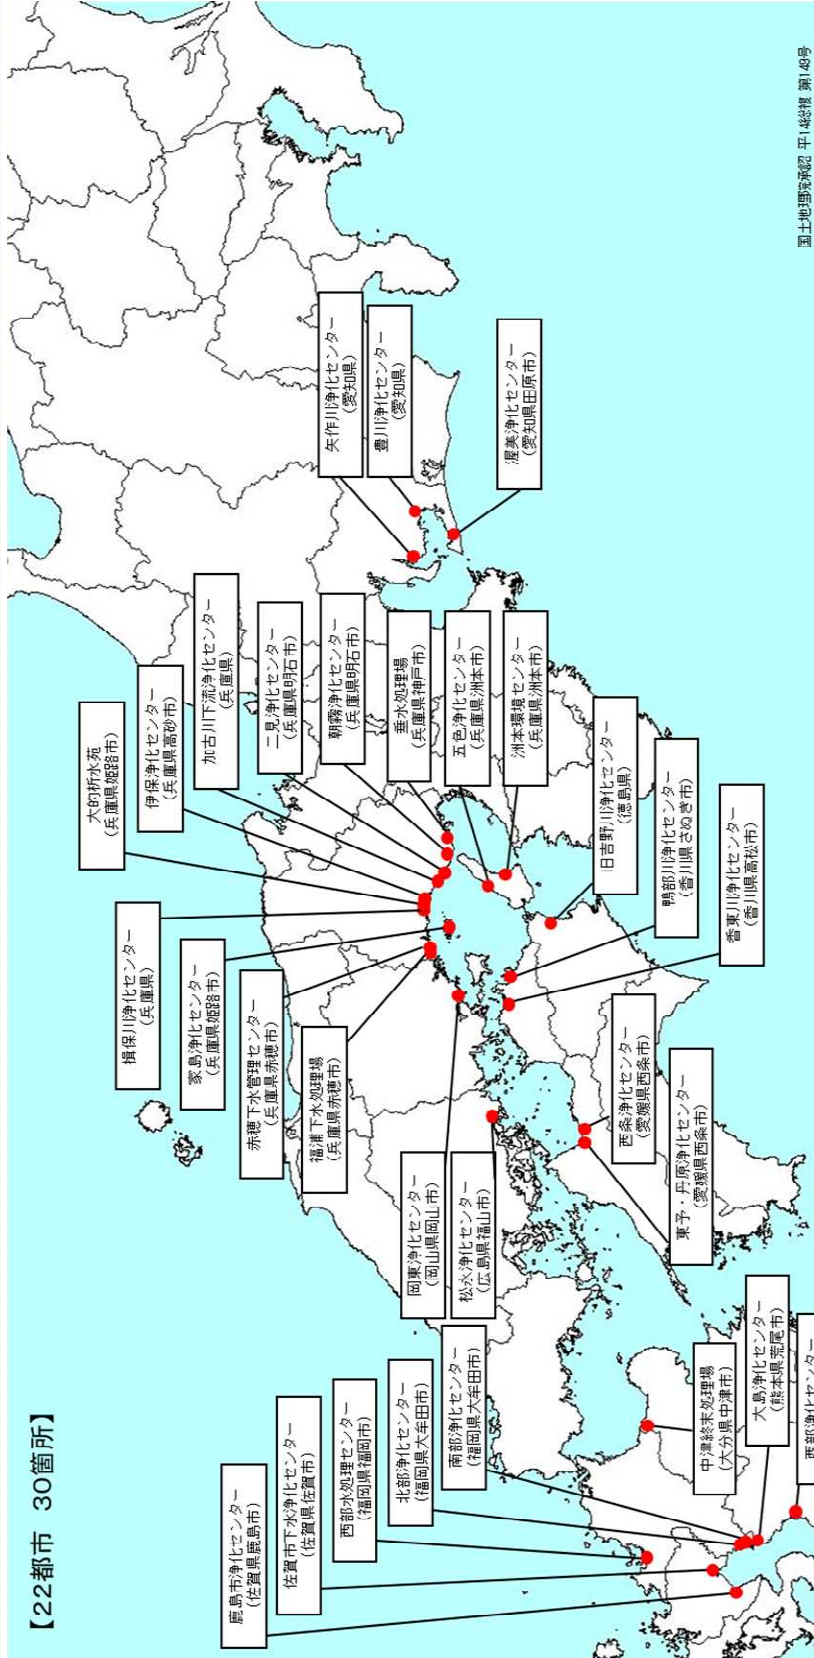 【22都市 30箇所】
鹿島市浄化センター
(佐賀県鹿島市)
佐賀市下水浄化センター
(佐賀県佐賀市)
西部水処理センター
(福岡県福岡市)
北部浄化センター
(福岡県大牟田市)
南部浄化センター
(福岡県大牟田市)
中津終末処理場
(大分県中津市)
大島浄化センター
(熊本県荒尾市)
西部浄化センター
岡東浄化センター
(岡山県岡山市)
松永浄化センター
(広島県福山市)
西条浄化センター
(愛媛県西条市)
東予・丹原浄化センター
(愛媛県西条市)
揖保川浄化センター
(兵庫県)
家島浄化センター
(兵庫県姫路市)
赤穂下水管理センター
(兵庫県赤穂市)
福浦下水処理場
(兵庫県赤穂市)
大的析水苑
(兵庫県姫路市)
伊保浄化センター
(兵庫県高砂市)
加古川下流浄化センター
(兵庫県)
二見浄化センター
(兵庫県明石市)
朝霧浄化センター
(兵庫県明石市)
垂水処理場
(兵庫県神戸市)
五色浄化センター
(兵庫県洲本市)
洲本環境センター
(兵庫県洲本市)
旧吉野川浄化センター
(徳島県)
鴨部川浄化センター
(香川県さぬき市)
香東川浄化センター
(香川県高松市)
矢作川浄化センター
(愛知県)
豊川浄化センター
(愛知県)
渥美浄化センター
(愛知県田原市)
国土地理院承認 平14総複 第149号